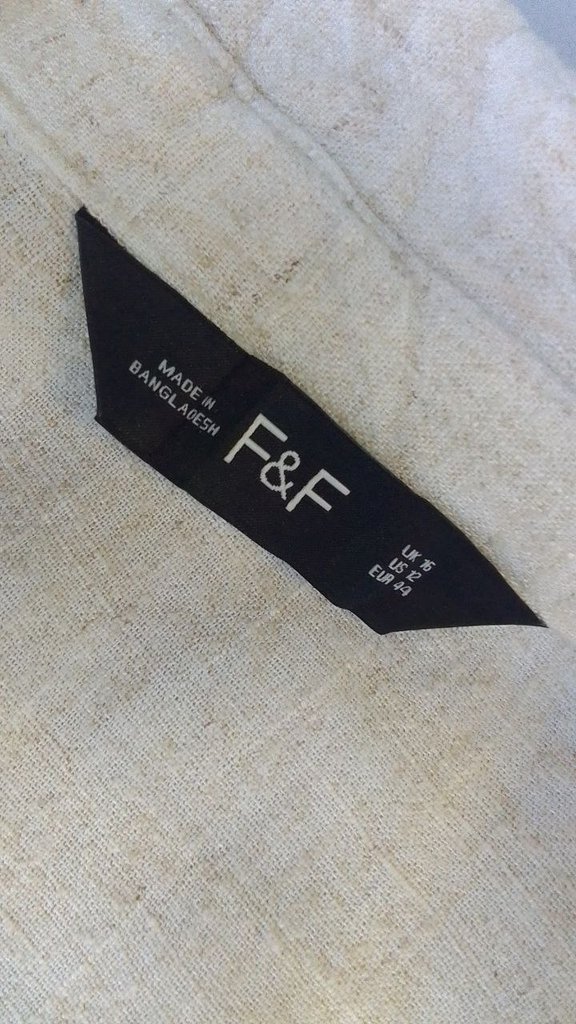 MADE IN
BANGLADESH
F&F
UK 16
US 12
EUR 44